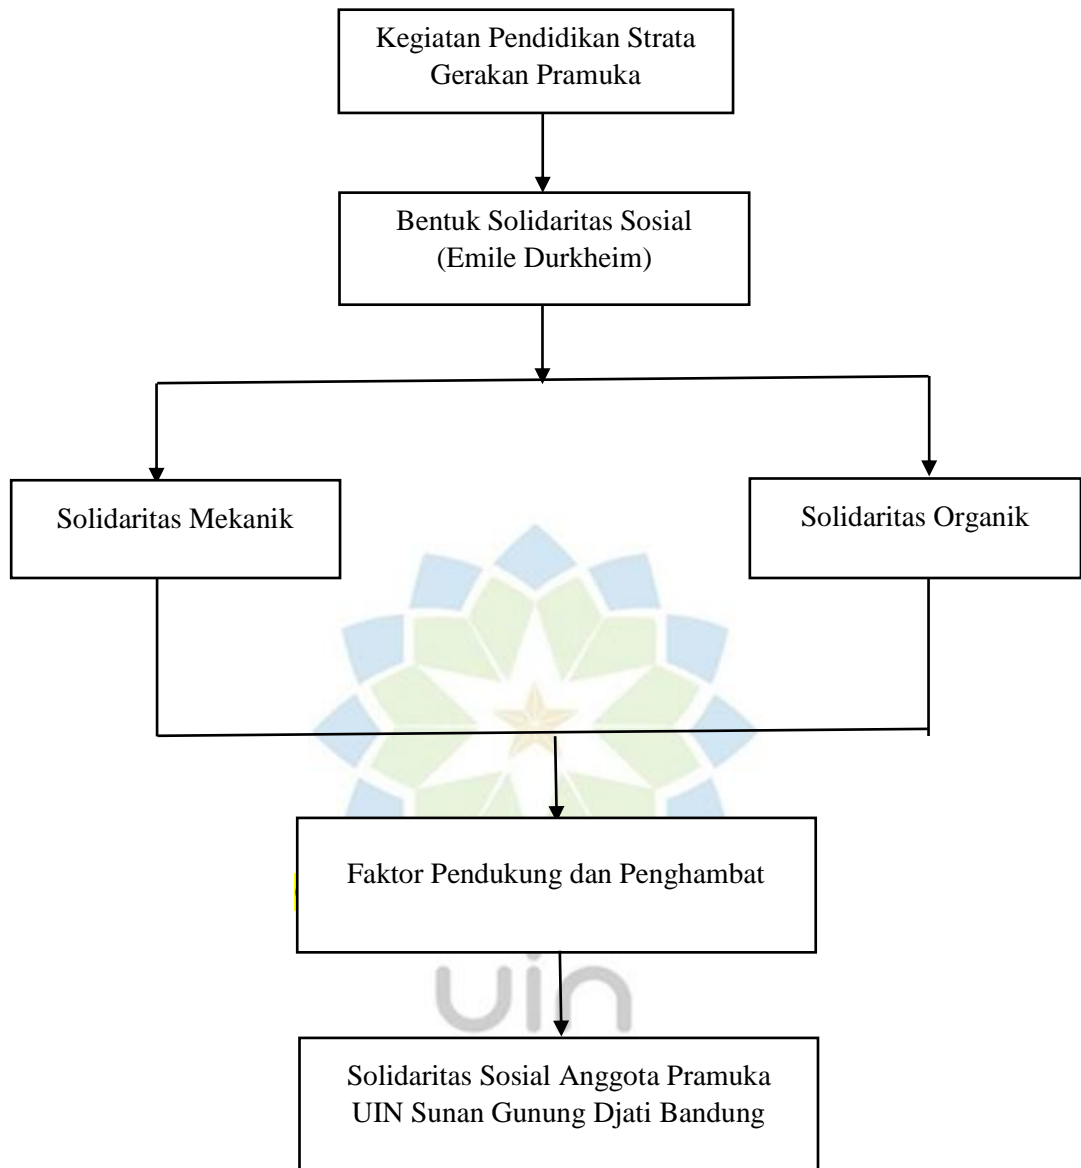 Kegiatan Pendidikan Strata
Gerakan Pramuka
Bentuk Solidaritas Sosial
(Emile Durkheim)
Solidaritas Mekanik
Solidaritas Organik
Faktor Pendukung dan Penghambat
uin
Solidaritas Sosial Anggota Pramuka
UIN Sunan Gunung Djati Bandung